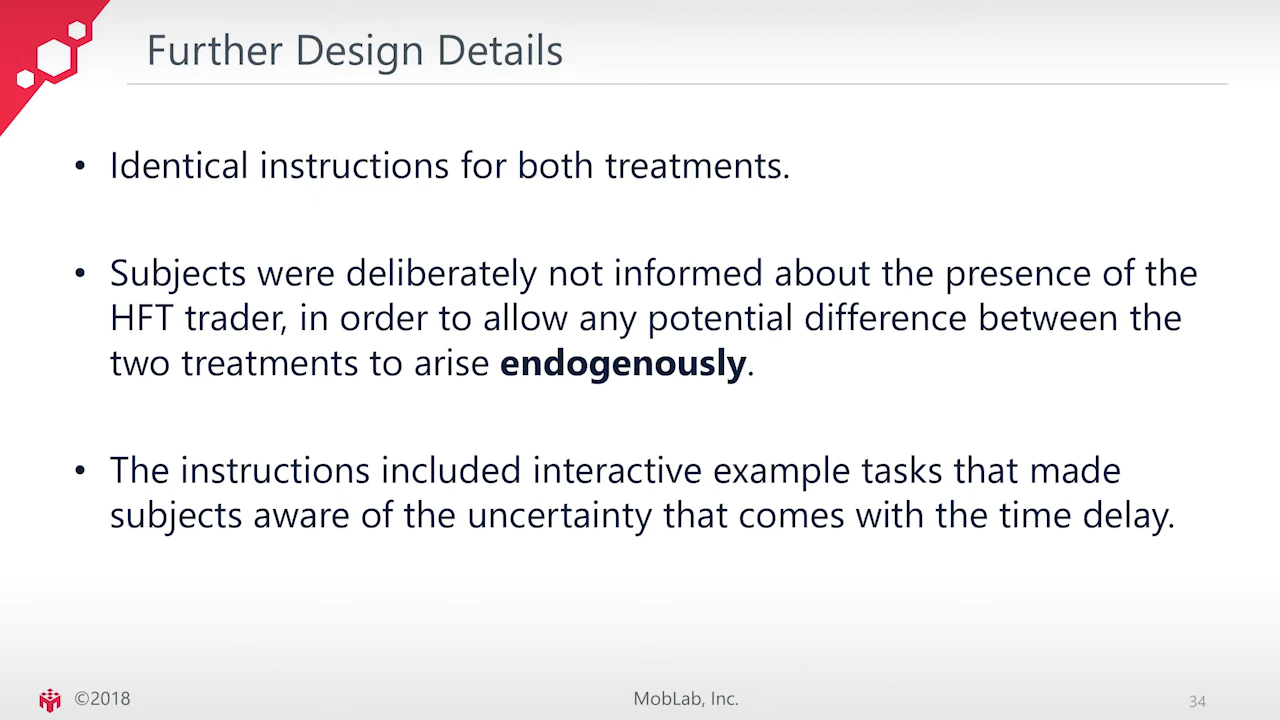 Further Design Details
• Identical instructions for both treatments.
• Subjects were deliberately not informed about the presence of the
HFT trader, in order to allow any potential difference between the
two treatments to arise endogenously.
• The instructions included interactive example tasks that made
subjects aware of the uncertainty that comes with the time delay.
©2018
MobLab, Inc.
34